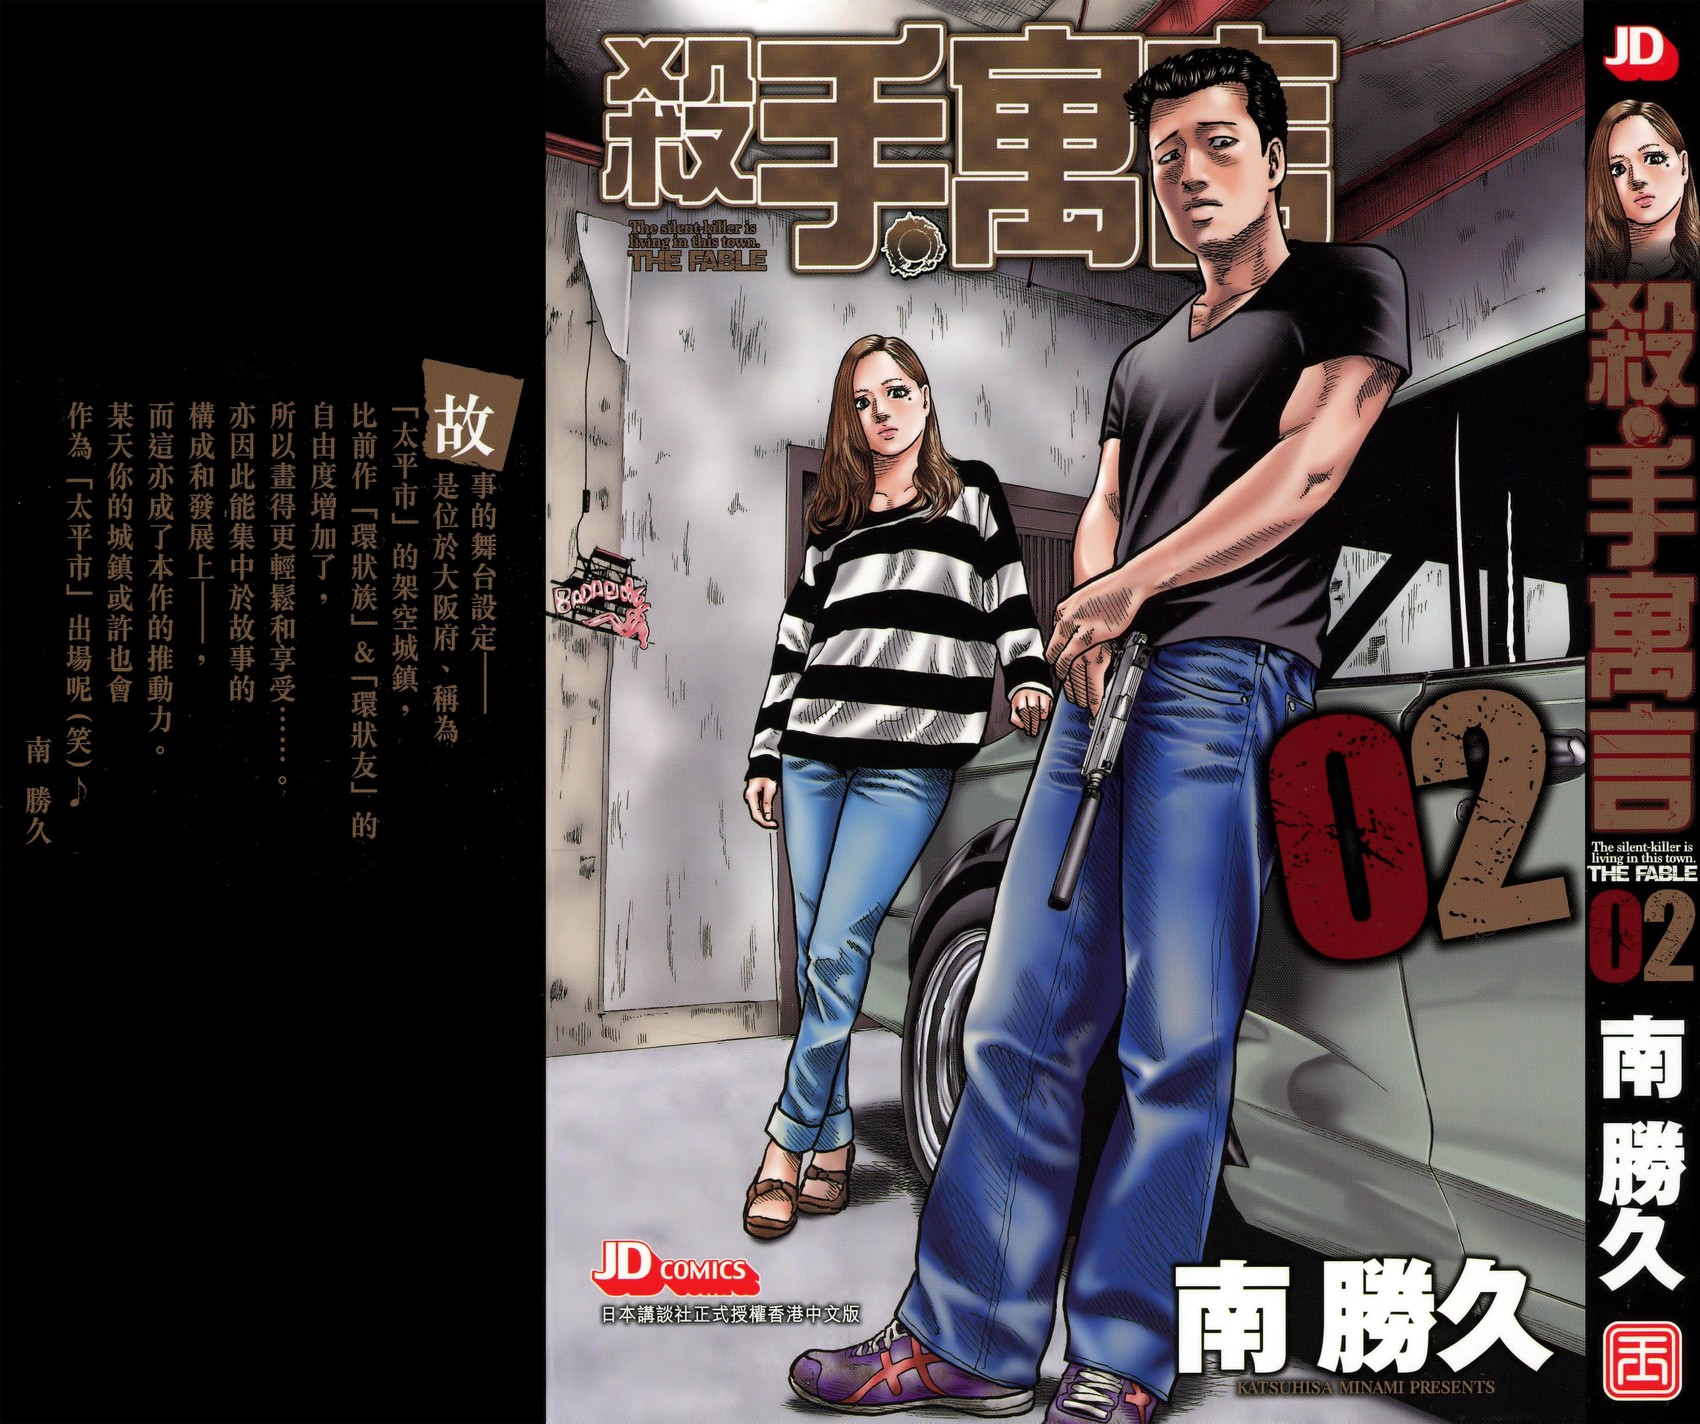 故事的舞台設定——
是位於大阪府、稱為
「太平市」的架空城鎮，
比前作「環狀族」&「環狀友」的
自由度增加了，
所以畫得更輕鬆和享受……。
亦因此能集中於故事的
構成和發展上——，
而這亦成了本作的推動力。
某天你的城鎮或許也會
作為「太平市」出場呢(笑)♪
南 勝久
殺手寓言
The silent-killer is
living in this town.
THE FABLE
BADADOG
02
JD COMICS
日本講談社正式授權香港中文版
南 勝久
KATSUHISA MINAMI PRESENTS
JD
殺・手寓言
The silent-killer is
living in this town.
THE FABLE
02
南 勝久